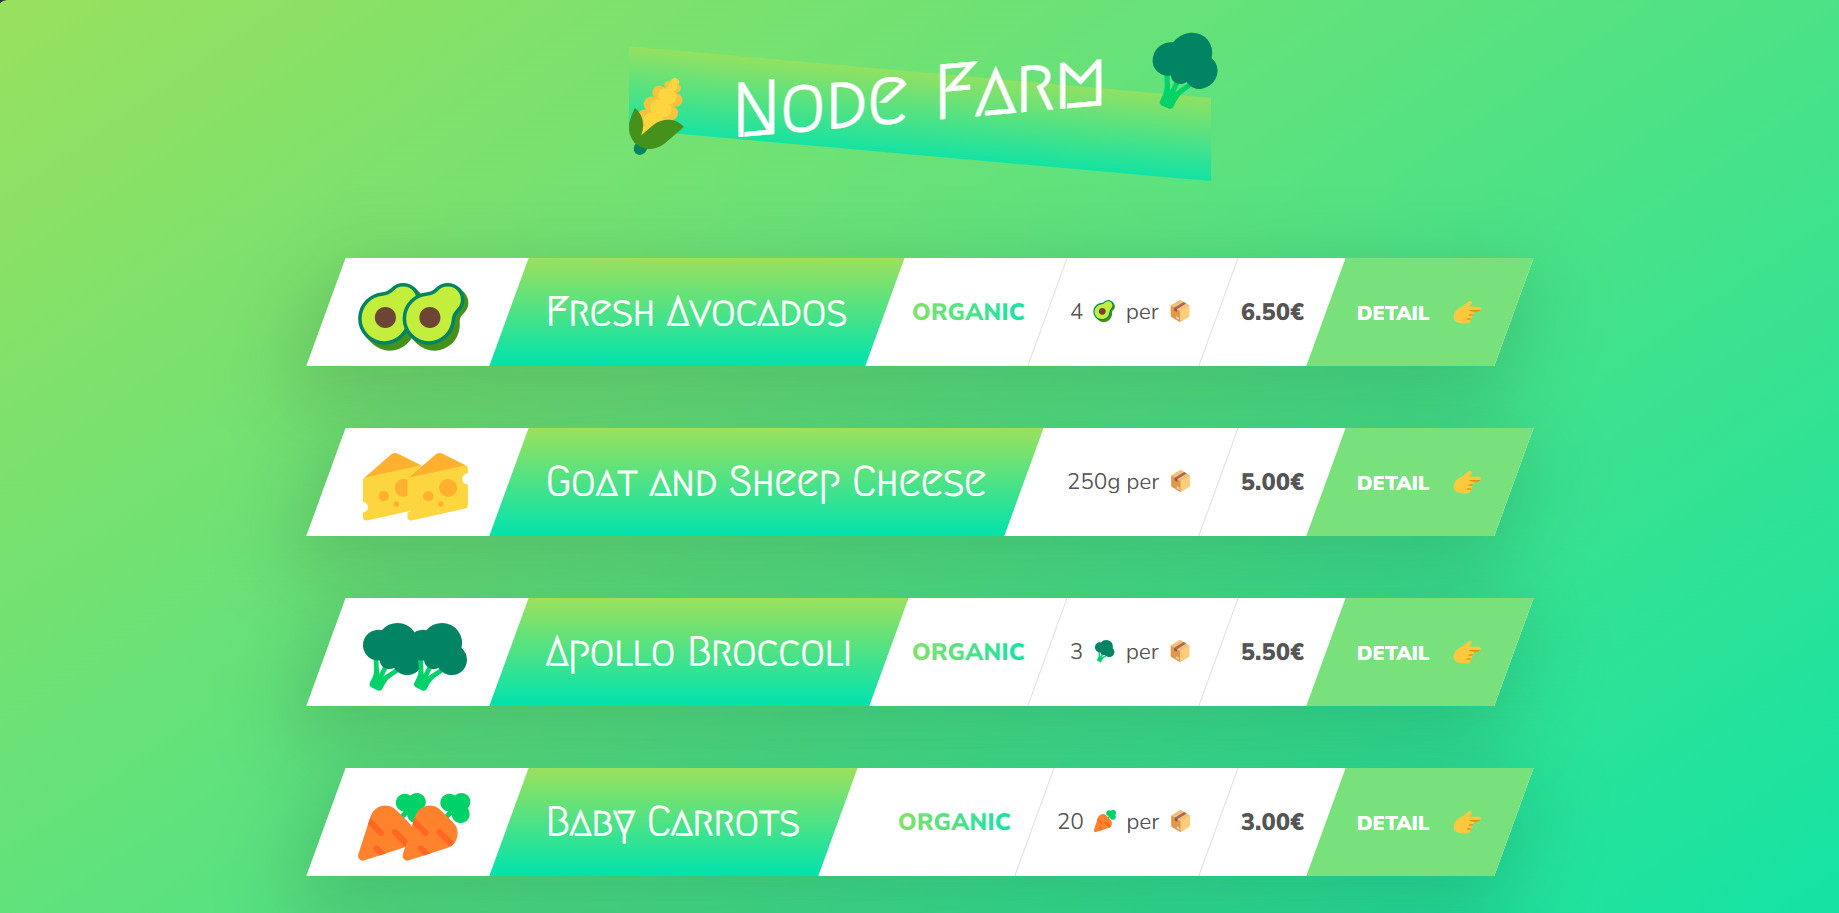 Node Farm
Fresh Avocados ORGANIC 4 🥑 per 📦 6.50€ DETAIL 👉
Goat and Sheep Cheese 250g per 📦 5.00€ DETAIL 👉
Apollo Broccoli ORGANIC 3 🥦 per 📦 5.50€ DETAIL 👉
Baby Carrots ORGANIC 20 🥕 per 📦 3.00€ DETAIL 👉